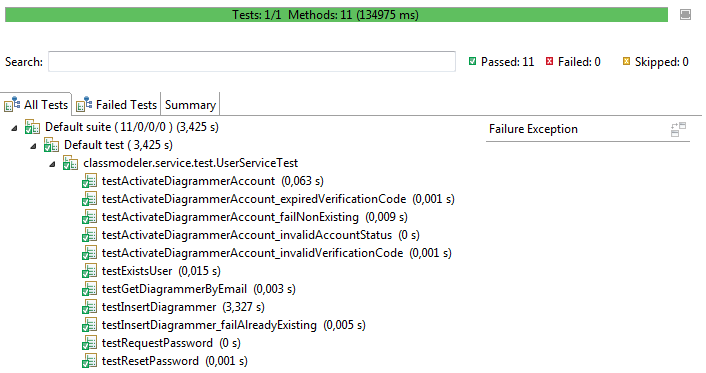 Tests: 1/1 Methods: 11 (134975 ms)
Search: Passed: 11 Failed: 0 Skipped: 0
All Tests Failed Tests Summary
Default suite ( 11/0/0/0 ) (3,425 s) Failure Exception
Default test ( 3,425 s)
classmodeler.service.test.UserServiceTest
testActivateDiagrammerAccount (0,063 s)
testActivateDiagrammerAccount_expiredVerificationCode (0,001 s)
testActivateDiagrammerAccount_failNonExisting (0,009 s)
testActivateDiagrammerAccount_invalidAccountStatus (0 s)
testActivateDiagrammerAccount_invalidVerificationCode (0,001 s)
testExistsUser (0,015 s)
testGetDiagrammerByEmail (0,003 s)
testInsertDiagrammer (3,327 s)
testInsertDiagrammer_failAlreadyExisting (0,005 s)
testRequestPassword (0 s)
testResetPassword (0,001 s)